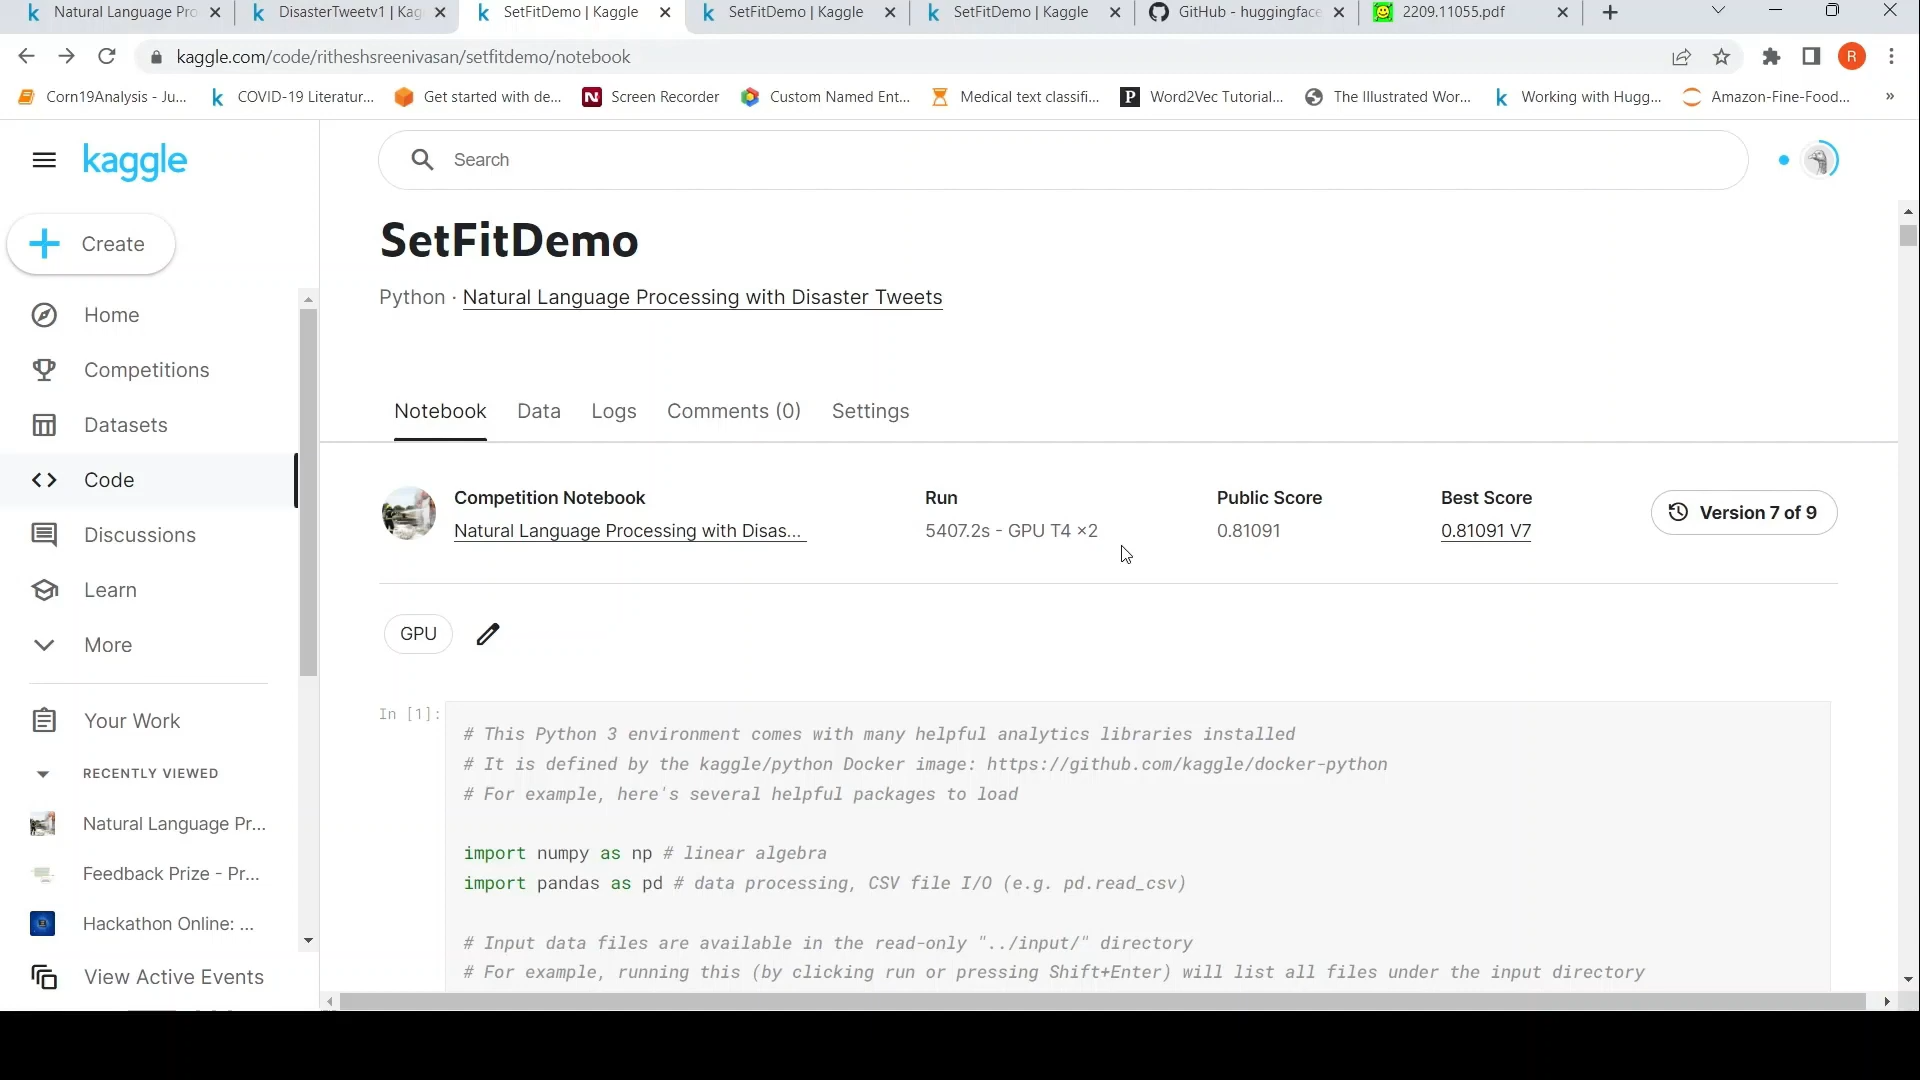 Natural Language Pro
DisasterTweetv1 | Kag
SetFitDemo | Kaggle
SetFitDemo | Kaggle
SetFitDemo | Kaggle
GitHub - huggingface
2209.11055.pdf
kaggle.com/code/ritheshsreenivasan/setfitdemo/notebook
R
Corn19Analysis - Ju...
COVID-19 Literatur...
Get started with de...
N
Screen Recorder
Custom Named Ent...
Medical text classifi...
P
Word2Vec Tutorial...
The Illustrated Wor...
Working with Hugg...
Amazon-Fine-Food...
»
kaggle
Search
Create
Home
Competitions
Datasets
Code
Discussions
Learn
More
Your Work
RECENTLY VIEWED
Natural Language Pr...
Feedback Prize - Pr...
Hackathon Online: ...
View Active Events
SetFitDemo
Python · Natural Language Processing with Disaster Tweets
Notebook
Data
Logs
Comments (0)
Settings
Competition Notebook
Natural Language Processing with Disas...
Run
5407.2s - GPU T4 ×2
Public Score
0.81091
Best Score
0.81091 V7
Version 7 of 9
GPU
In [1]:
# This Python 3 environment comes with many helpful analytics libraries installed
# It is defined by the kaggle/python Docker image: https://github.com/kaggle/docker-python
# For example, here's several helpful packages to load
import numpy as np # linear algebra
import pandas as pd # data processing, CSV file I/O (e.g. pd.read_csv)
# Input data files are available in the read-only "../input/" directory
# For example, running this (by clicking run or pressing Shift+Enter) will list all files under the input directory